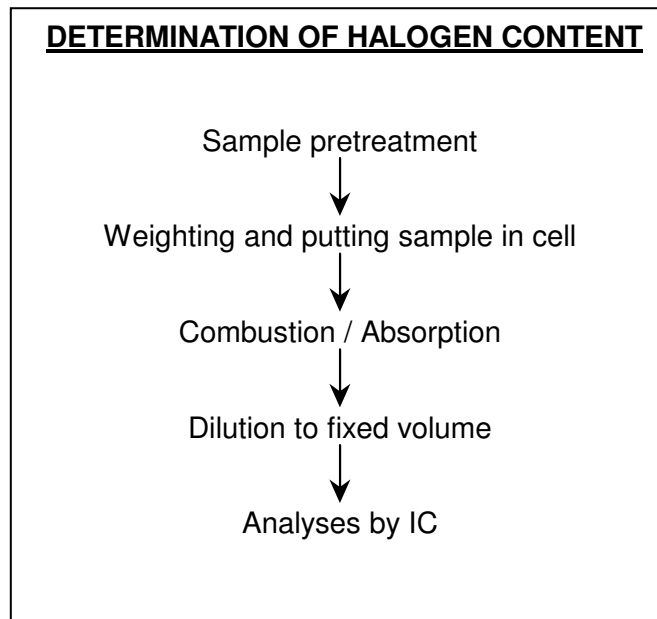 DETERMINATION OF HALOGEN CONTENT
Sample pretreatment
Weighting and putting sample in cell
Combustion / Absorption
Dilution to fixed volume
Analyses by IC